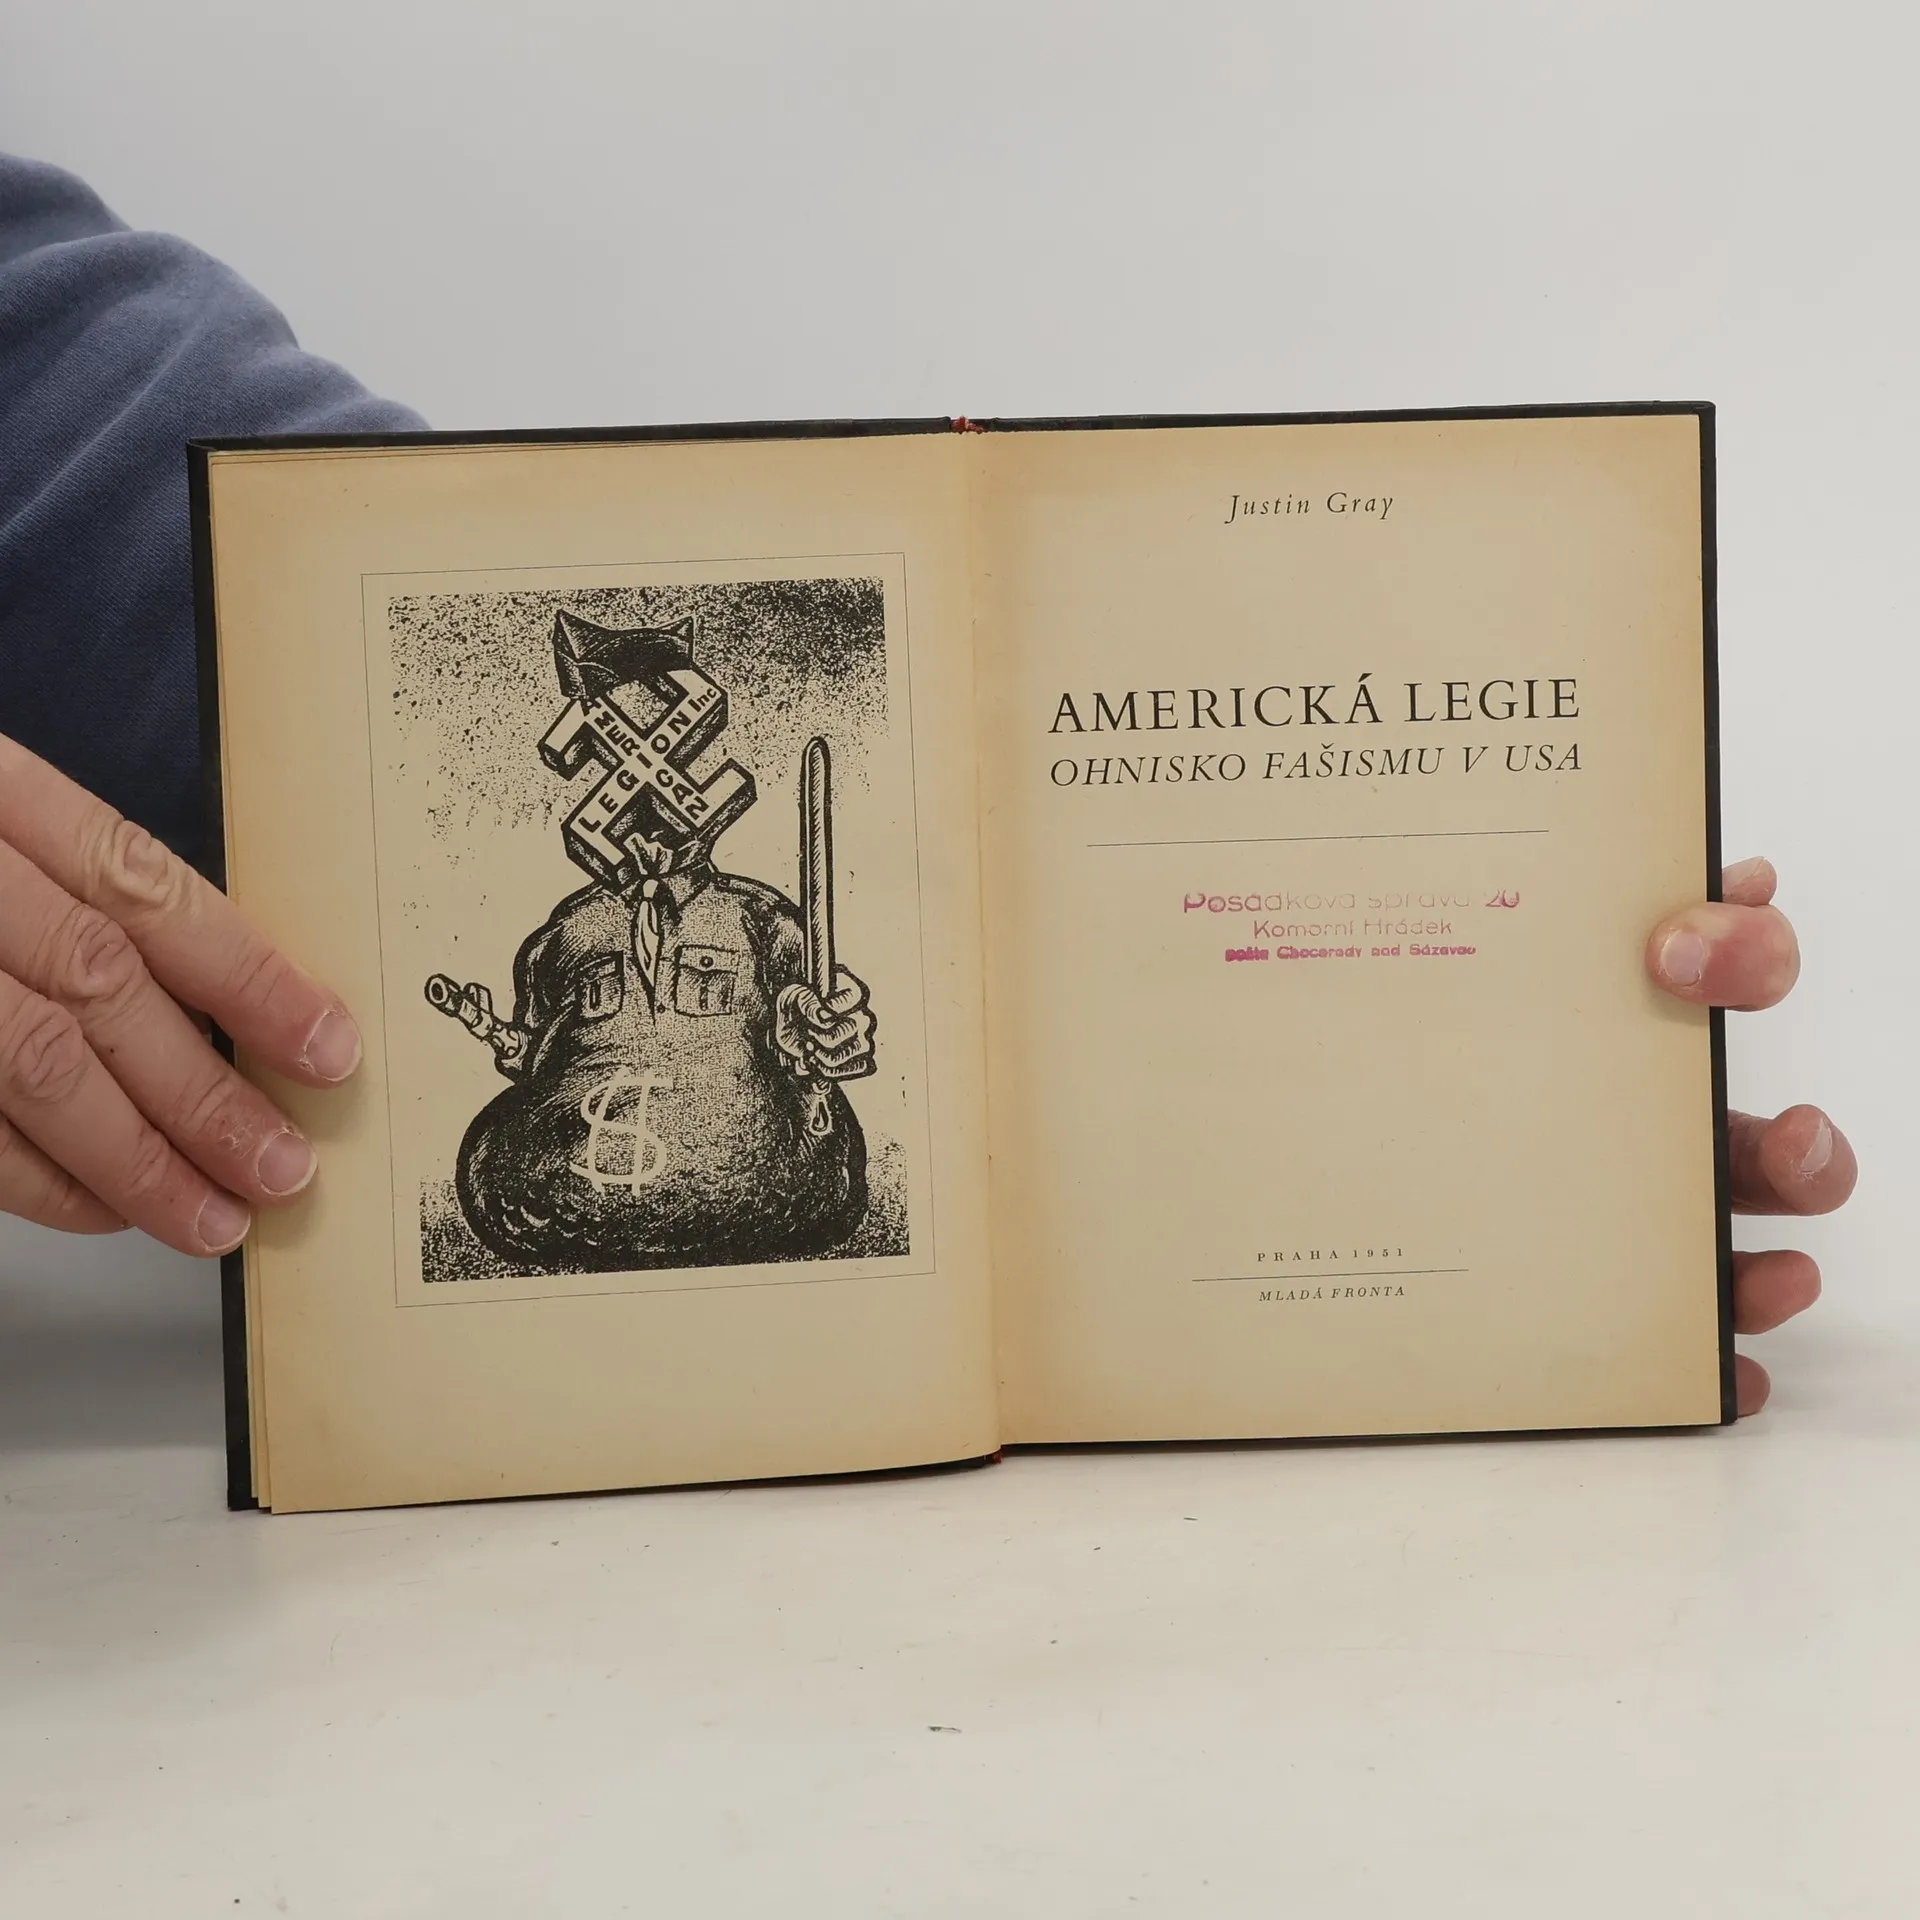 AMERICAN
LEGION Inc
$
Justin Gray
AMERICKÁ LEGIE
OHNISKO FAŠISMU V USA
Posádková správa 20
Komorní Hrádek
pošta Chocerady nad Sázavou
PRAHA 1951
MLADÁ FRONTA